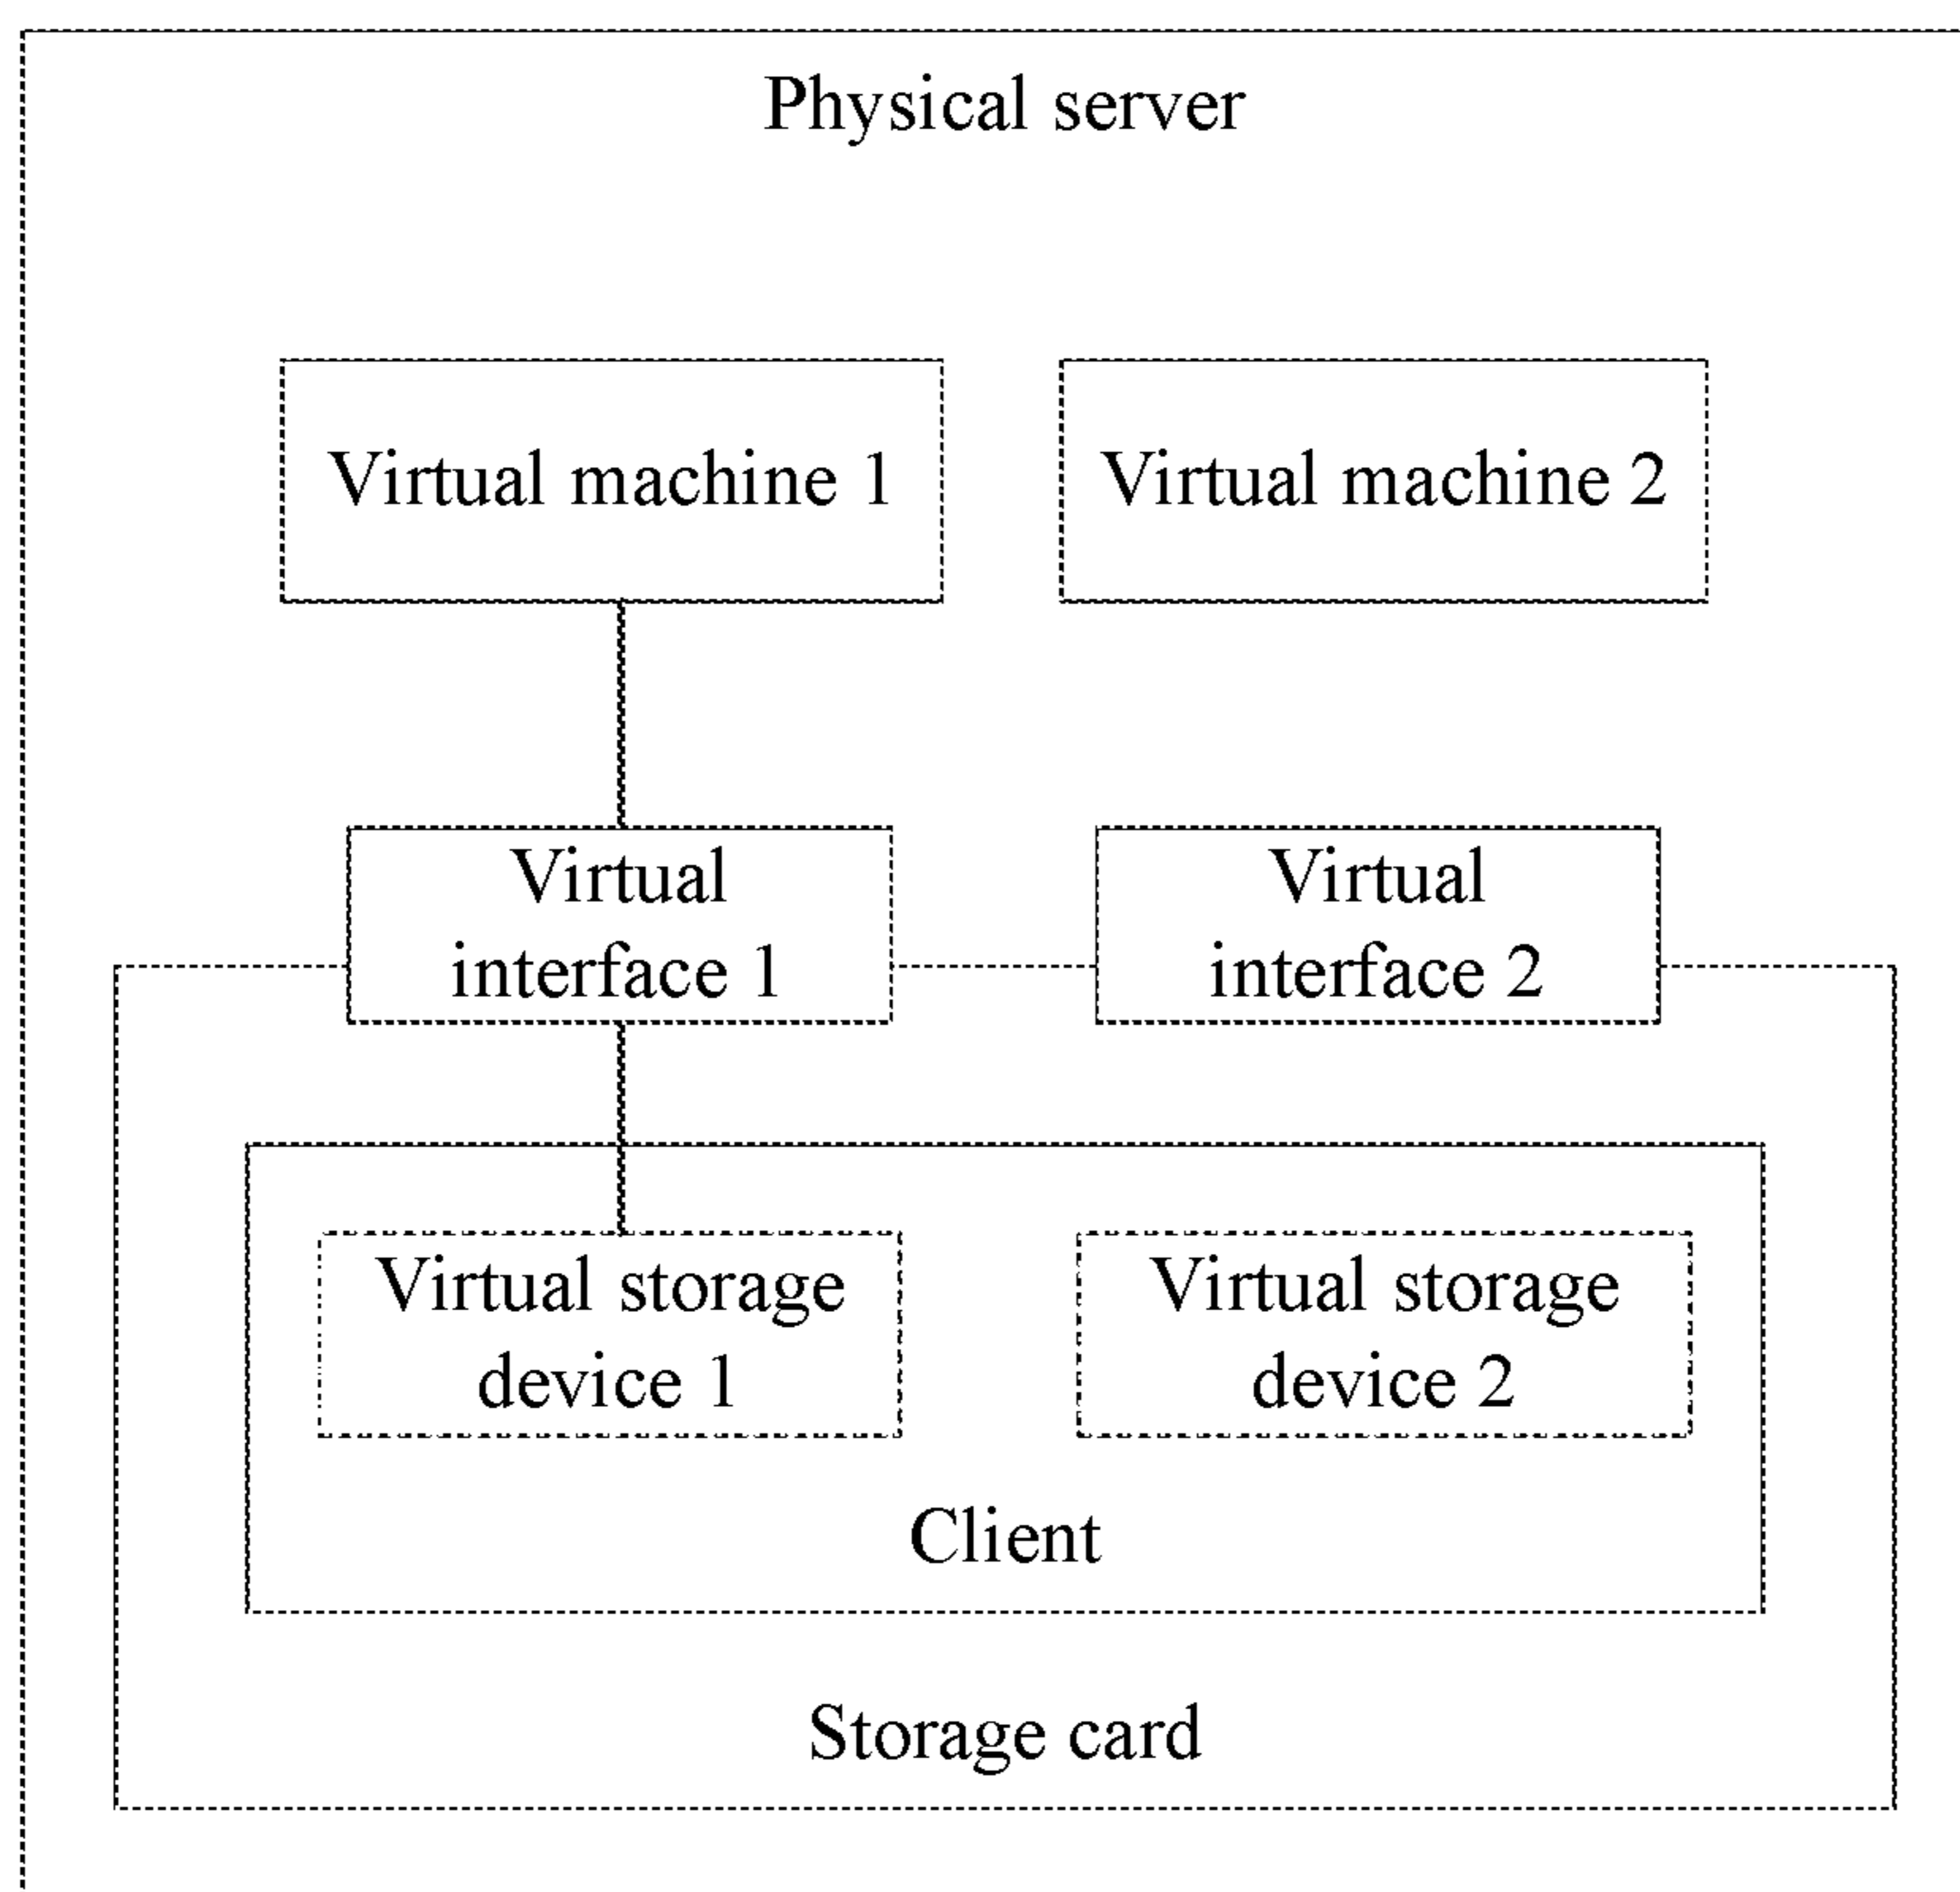 Physical server
Virtual machine 1
Virtual machine 2
Virtual
interface 1
Virtual
interface 2
Virtual storage
device 1
Virtual storage
device 2
Client
Storage card